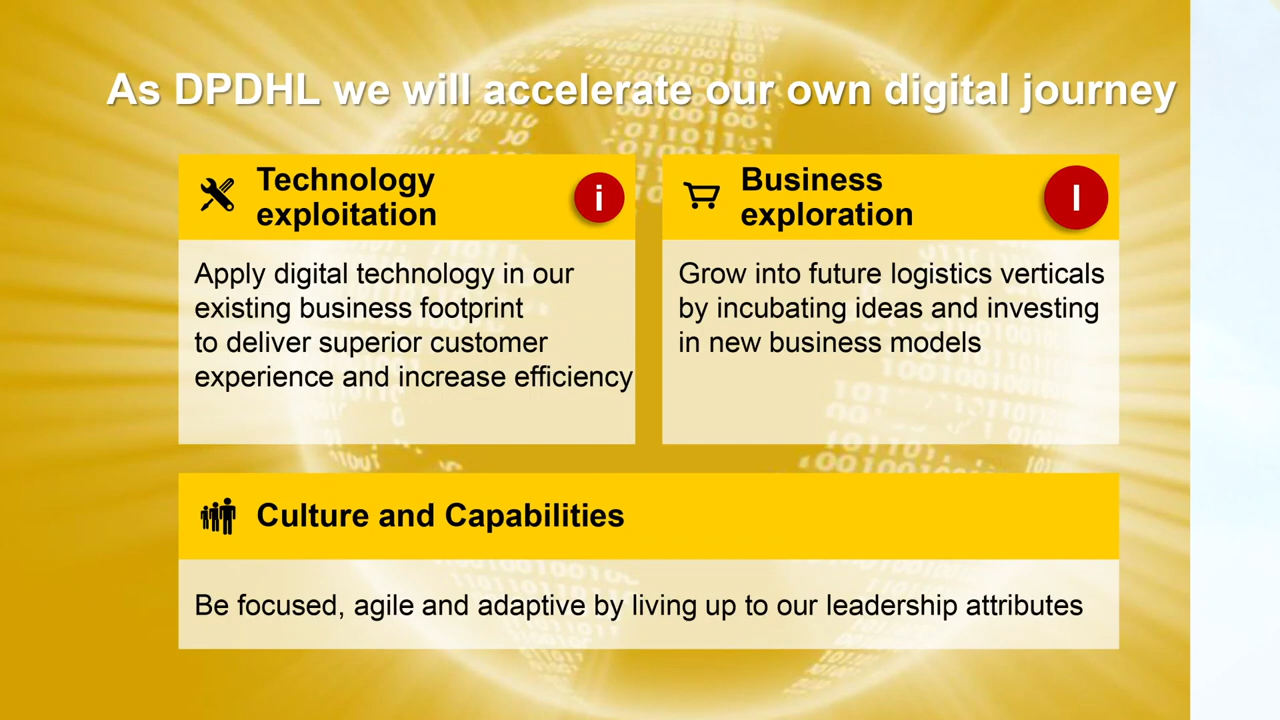 As DPDHL we will accelerate our own digital journey
Technology
exploitation
i
Apply digital technology in our
existing business footprint
to deliver superior customer
experience and increase efficiency
Business
exploration
I
Grow into future logistics verticals
by incubating ideas and investing
in new business models
Culture and Capabilities
Be focused, agile and adaptive by living up to our leadership attributes